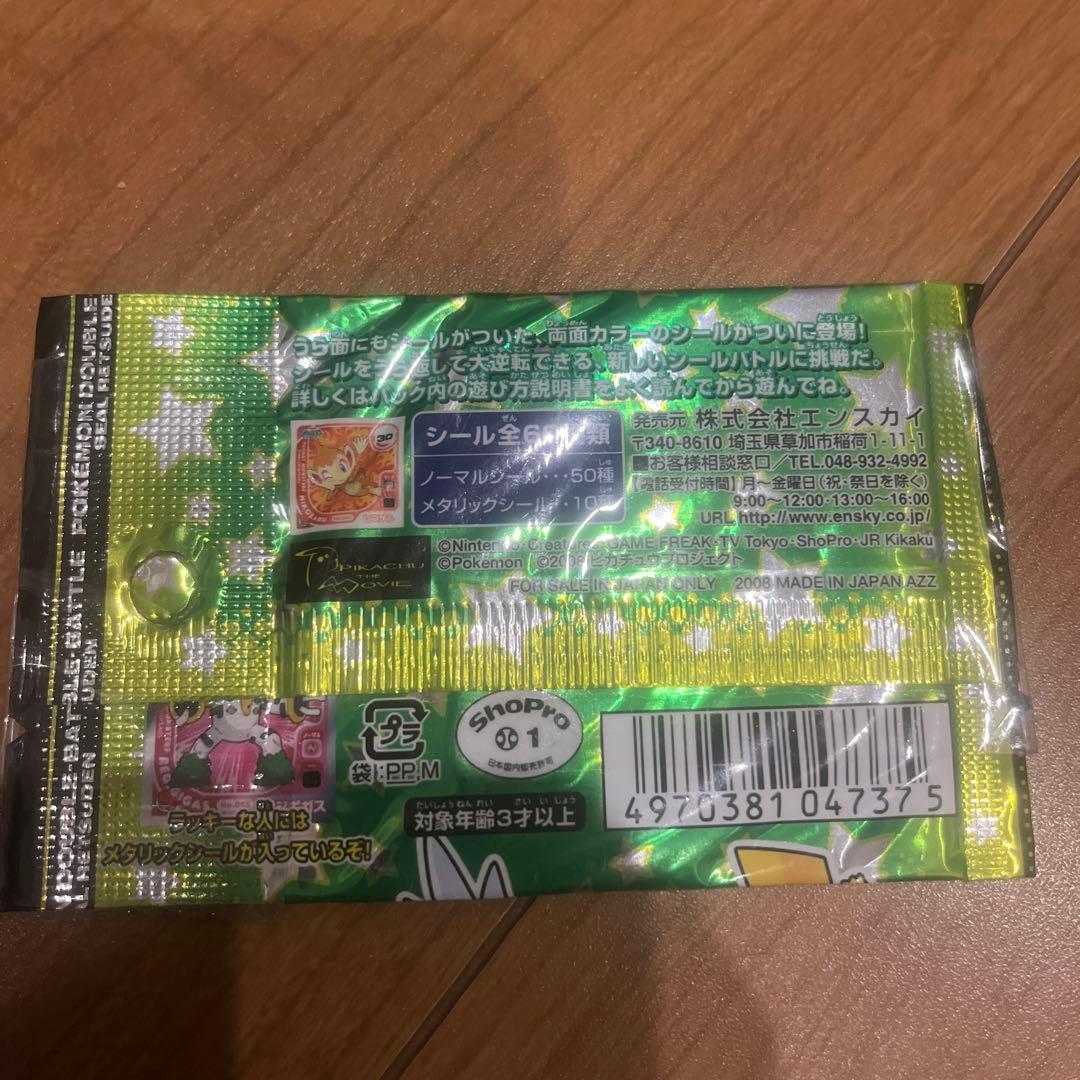 うら面にもシールがついた、両面カラーのシールがついに登場!
シールをうら返して大逆転できる、新しいシールバトルに挑戦だ。
詳しくはパック内の遊び方説明書をよく読んでから遊んでね。
シール全60種類
ノーマルシール・・・50種
メタリックシール・・・10種
発売元 株式会社エンスカイ
〒340-8610 埼玉県草加市稲荷1-11-1
■お客様相談窓口/TEL.048-932-4992
【電話受付時間】月〜金曜日(祝・祭日を除く)
9:00〜12:00・13:00〜16:00
URL http://www.ensky.co.jp/
PIKACHU THE MOVIE
©Nintendo・Creatures・GAME FREAK・TV Tokyo・ShoPro・JR Kikaku
©Pokémon ©2008 ピカチュウプロジェクト
FOR SALE IN JAPAN ONLY 2008 MADE IN JAPAN AZZ
ラッキーな人には
メタリックシールが入っているぞ!
プラ
袋:PP,M
ShoPro
1
日本国内販売許可
対象年齢3才以上
4970381047375
DOUBLE-BATTLE-BATTLE POKÉMON DOUBLE
SEAL RETSUDE
UDEN